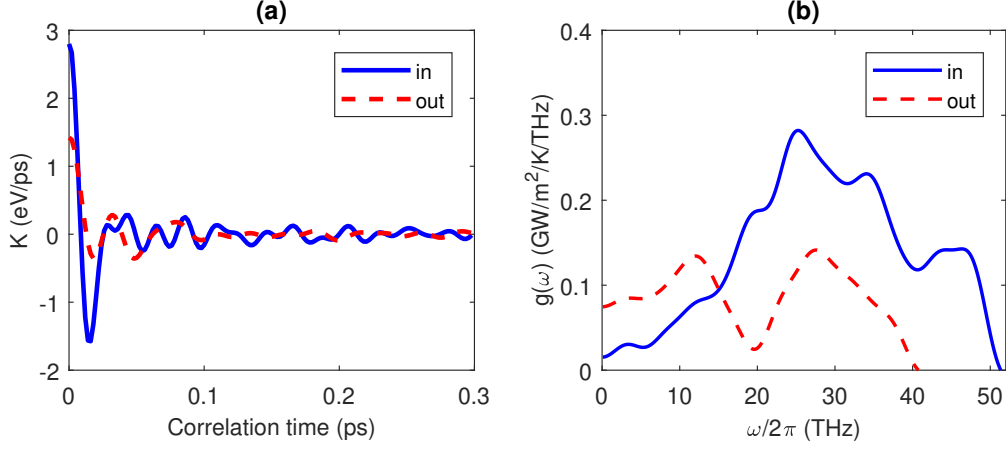 (a)
K (eV/ps)
3
2
1
0
-1
-2
in
out
0
0.1
0.2
0.3
Correlation time (ps)
(b)
g(ω) (GW/m²/K/THz)
0.4
0.3
0.2
0.1
0
in
out
0
10
20
30
40
50
ω/2π (THz)